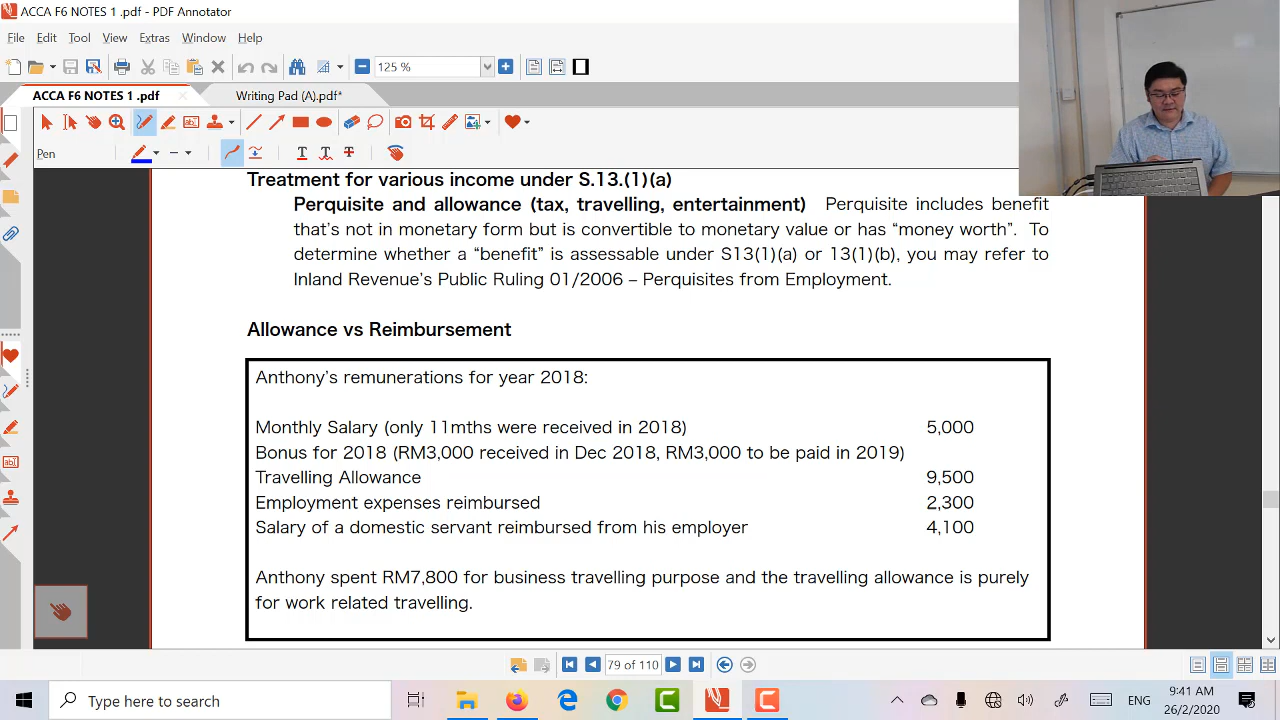 ACCA F6 NOTES 1 .pdf - PDF Annotator
File Edit Tool View Extras Window Help
125 %
ACCA F6 NOTES 1 .pdf
Writing Pad (A).pdf*
Pen
Treatment for various income under S.13.(1)(a)
Perquisite and allowance (tax, travelling, entertainment) Perquisite includes benefit
that's not in monetary form but is convertible to monetary value or has “money worth”. To
determine whether a “benefit” is assessable under S13(1)(a) or 13(1)(b), you may refer to
Inland Revenue's Public Ruling 01/2006 – Perquisites from Employment.
Allowance vs Reimbursement
Anthony's remunerations for year 2018:
Monthly Salary (only 11mths were received in 2018) 5,000
Bonus for 2018 (RM3,000 received in Dec 2018, RM3,000 to be paid in 2019)
Travelling Allowance 9,500
Employment expenses reimbursed 2,300
Salary of a domestic servant reimbursed from his employer 4,100
Anthony spent RM7,800 for business travelling purpose and the travelling allowance is purely
for work related travelling.
79 of 110
Type here to search
ENG
9:41 AM
26/2/2020